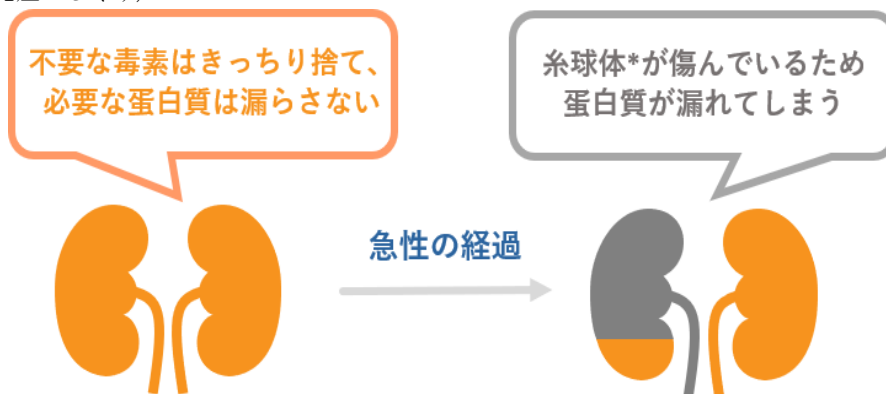 不要な毒素はきっちり捨て、
必要な蛋白質は漏らさない
糸球体*が傷んでいるため
蛋白質が漏れてしまう
急性の経過